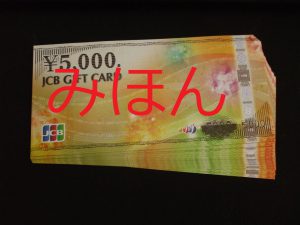 ¥5,000.
JCB GIFT CARD
みほん
JCB